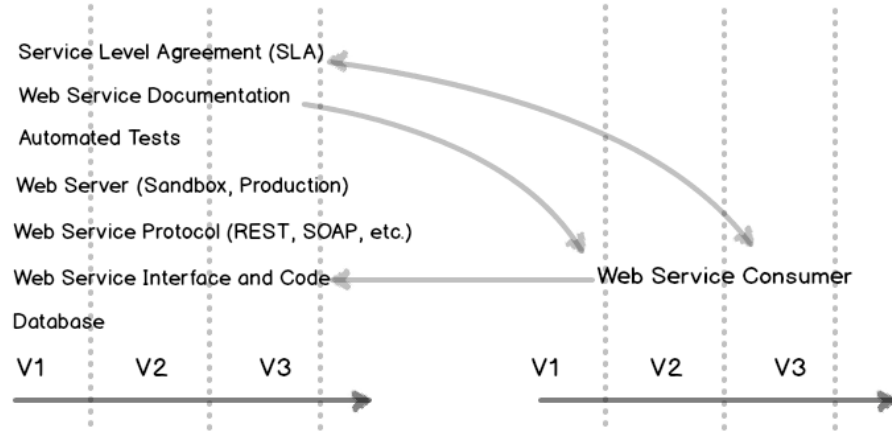 Service Level Agreement (SLA)
Web Service Documentation
Automated Tests
Web Server (Sandbox, Production)
Web Service Protocol (REST, SOAP, etc.)
Web Service Interface and Code
Web Service Consumer
Database
V1 V2 V3 V1 V2 V3